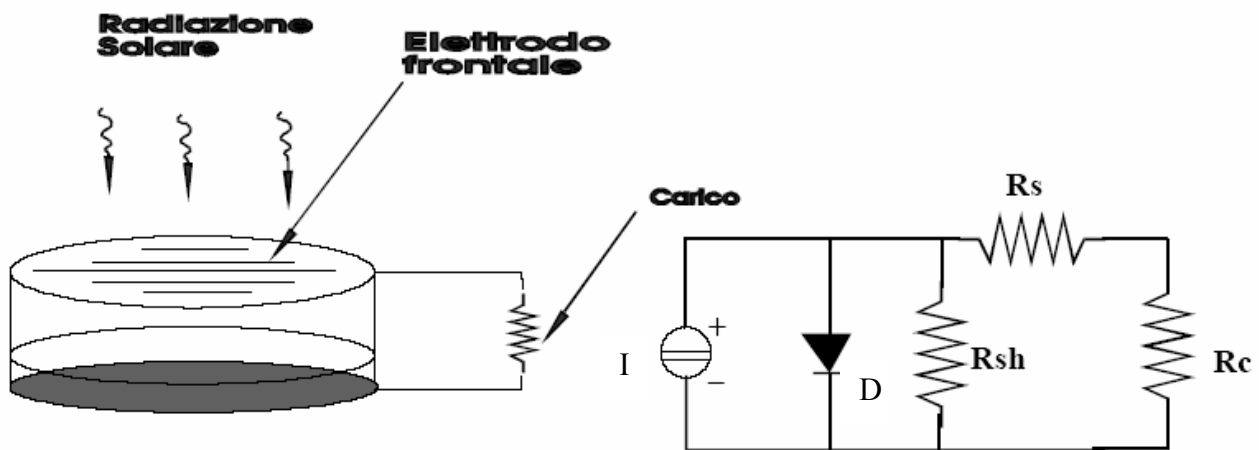 Radiazione
Solare
Elettrodo
frontale
Carico
Rs
+
I
−
D
Rsh
Rc